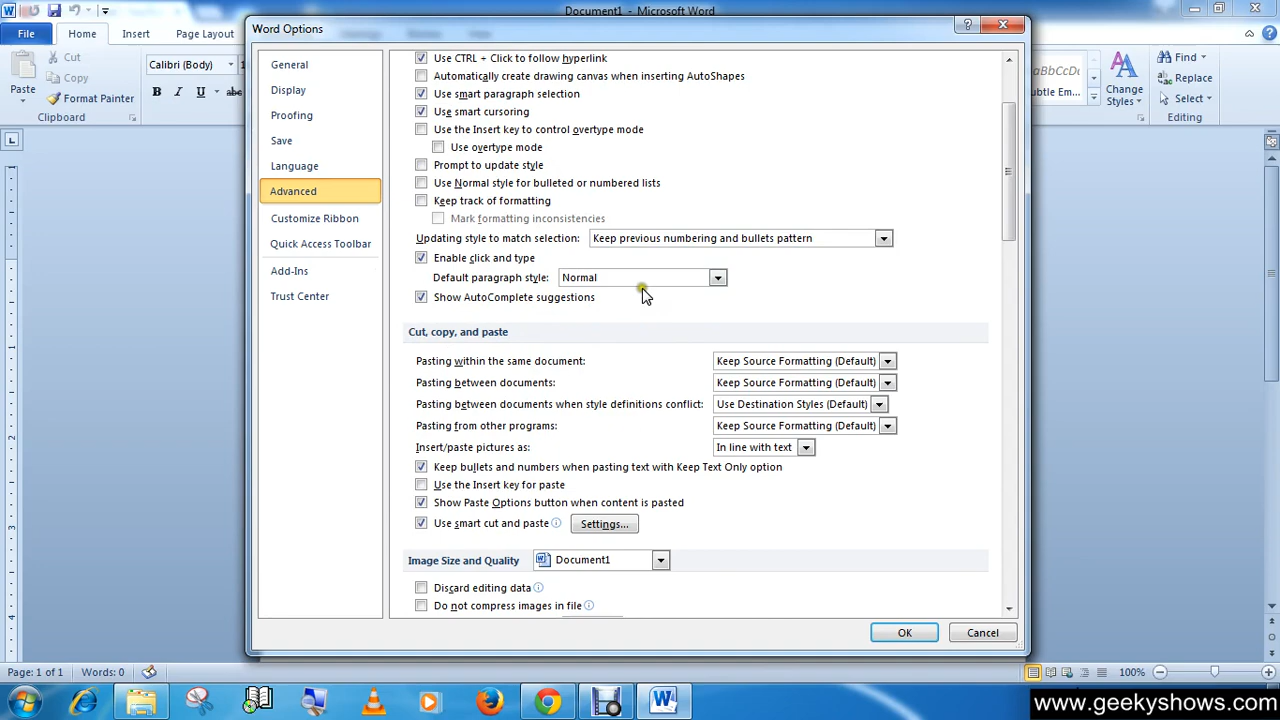 Document1 - Microsoft Word
File
Home
Insert
Page Layout
Cut
Copy
Paste
Format Painter
Clipboard
Calibri (Body)
B I U abc
AaBbCcDc
Change
Styles
Find
Replace
Select
Editing
Word Options
General
Display
Proofing
Save
Language
Advanced
Customize Ribbon
Quick Access Toolbar
Add-Ins
Trust Center
Use CTRL + Click to follow hyperlink
Automatically create drawing canvas when inserting AutoShapes
Use smart paragraph selection
Use smart cursoring
Use the Insert key to control overtype mode
Use overtype mode
Prompt to update style
Use Normal style for bulleted or numbered lists
Keep track of formatting
Mark formatting inconsistencies
Updating style to match selection: Keep previous numbering and bullets pattern
Enable click and type
Default paragraph style: Normal
Show AutoComplete suggestions
Cut, copy, and paste
Pasting within the same document: Keep Source Formatting (Default)
Pasting between documents: Keep Source Formatting (Default)
Pasting between documents when style definitions conflict: Use Destination Styles (Default)
Pasting from other programs: Keep Source Formatting (Default)
Insert/paste pictures as: In line with text
Keep bullets and numbers when pasting text with Keep Text Only option
Use the Insert key for paste
Show Paste Options button when content is pasted
Use smart cut and paste Settings...
Image Size and Quality Document1
Discard editing data
Do not compress images in file
OK Cancel
Page: 1 of 1 Words: 0
100%
www.geekyshows.com